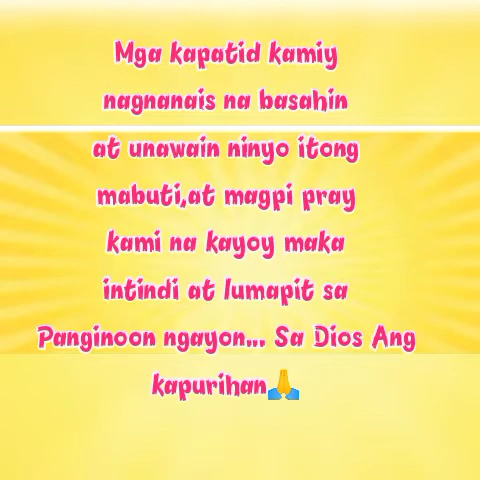 Mga kapatid kamiy
nagnanais na basahin
at unawain ninyo itong
mabuti,at magpi pray
kami na kayoy maka
intindi at lumapit sa
Panginoon ngayon... Sa Dios Ang
kapurihan🙏